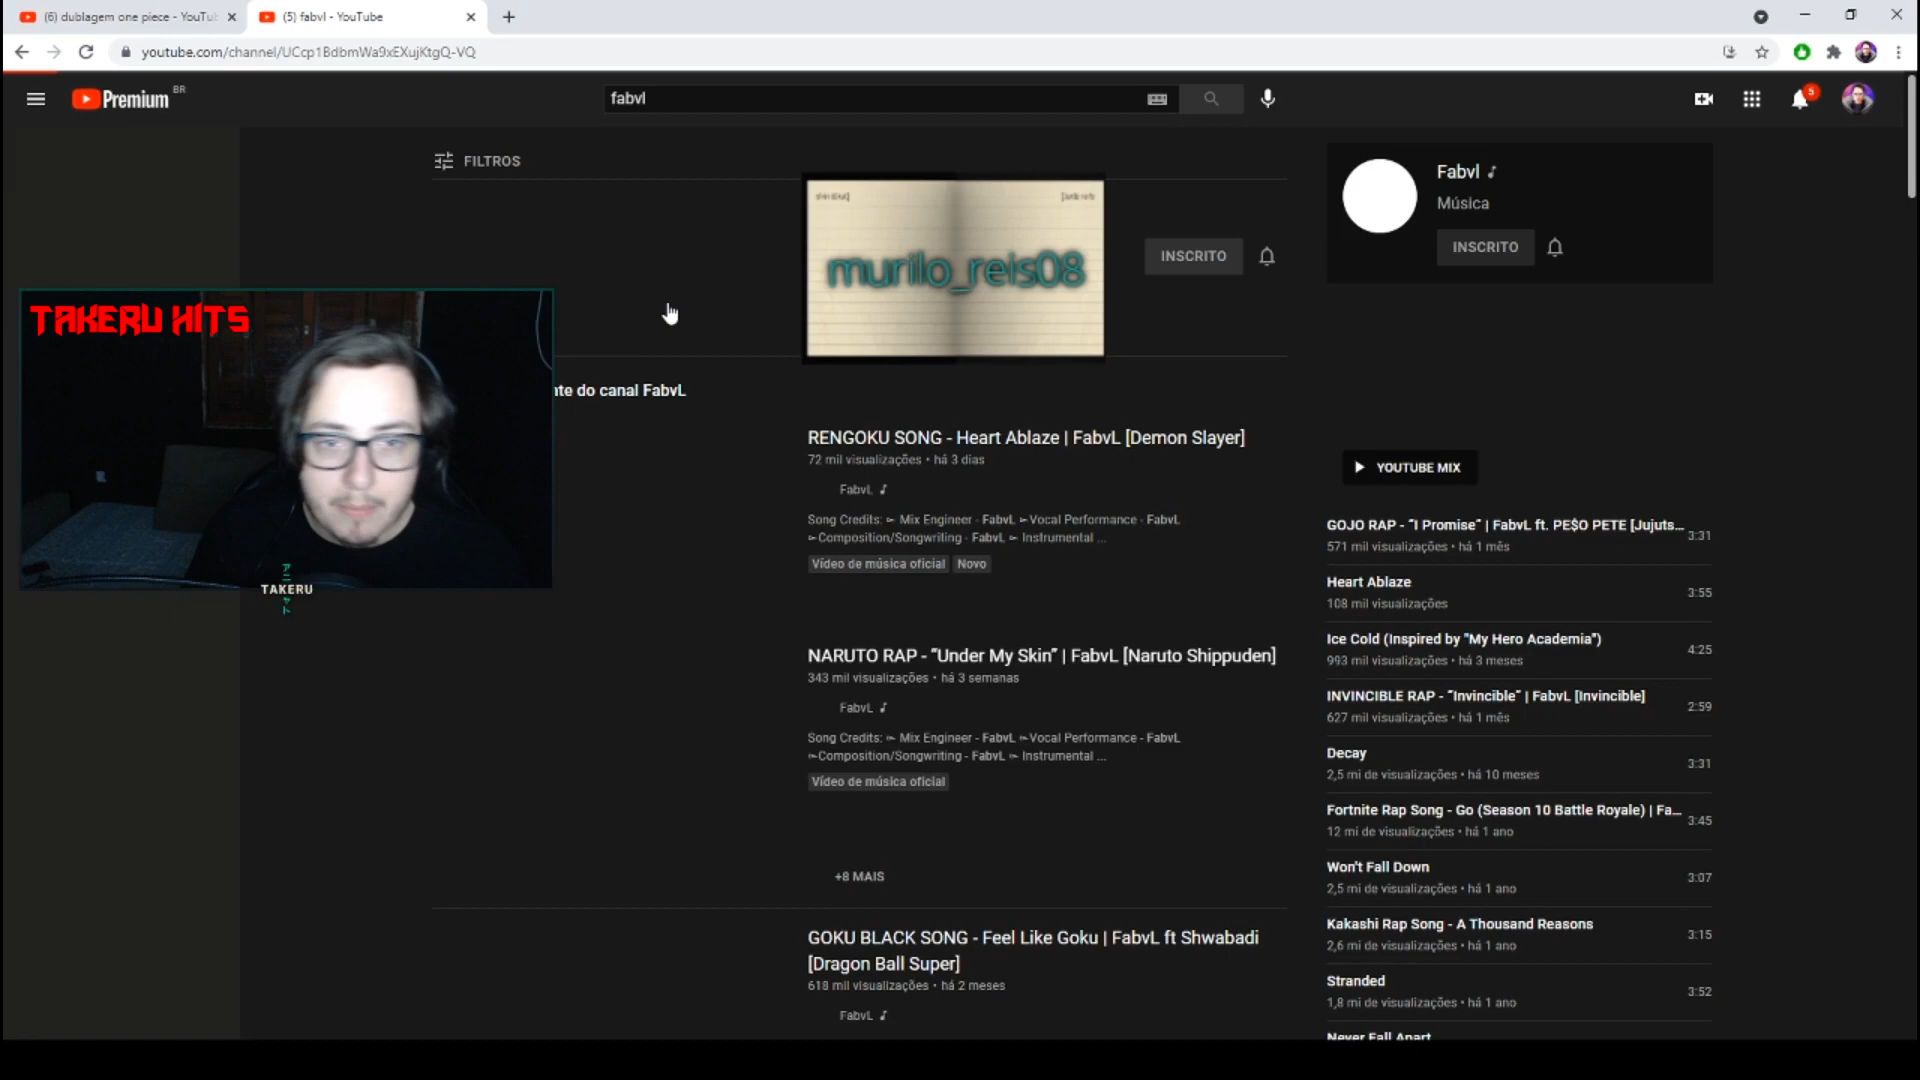 (6) dublagem one piece - YouTu
(5) fabvl - YouTube
youtube.com/channel/UCcp1BdbmWa9xEXujKtgQ-VQ
Premium BR
fabvl
5
FILTROS
murilo_reis08
INSCRITO
Fabvl
Música
INSCRITO
TAKERU HITS
TAKERU
nte do canal FabvL
RENGOKU SONG - Heart Ablaze | FabvL [Demon Slayer]
72 mil visualizações • há 3 dias
FabvL
Song Credits: ➳ Mix Engineer - FabvL ➳Vocal Performance - FabvL
➳Composition/Songwriting - FabvL ➳ Instrumental ...
Vídeo de música oficial Novo
NARUTO RAP - “Under My Skin” | FabvL [Naruto Shippuden]
343 mil visualizações • há 3 semanas
FabvL
Song Credits: ➳ Mix Engineer - FabvL ➳Vocal Performance - FabvL
➳Composition/Songwriting - FabvL ➳ Instrumental ...
Vídeo de música oficial
+8 MAIS
GOKU BLACK SONG - Feel Like Goku | FabvL ft Shwabadi
[Dragon Ball Super]
618 mil visualizações • há 2 meses
FabvL
YOUTUBE MIX
GOJO RAP - “I Promise” | FabvL ft. PE$O PETE [Jujuts...
3:31
571 mil visualizações • há 1 mês
Heart Ablaze
3:55
108 mil visualizações
Ice Cold (Inspired by "My Hero Academia")
4:25
993 mil visualizações • há 3 meses
INVINCIBLE RAP - “Invincible” | FabvL [Invincible]
2:59
627 mil visualizações • há 1 mês
Decay
3:31
2,5 mi de visualizações • há 10 meses
Fortnite Rap Song - Go (Season 10 Battle Royale) | Fa...
3:45
12 mi de visualizações • há 1 ano
Won't Fall Down
3:07
2,5 mi de visualizações • há 1 ano
Kakashi Rap Song - A Thousand Reasons
3:15
2,6 mi de visualizações • há 1 ano
Stranded
3:52
1,8 mi de visualizações • há 1 ano
Never Fall Apart